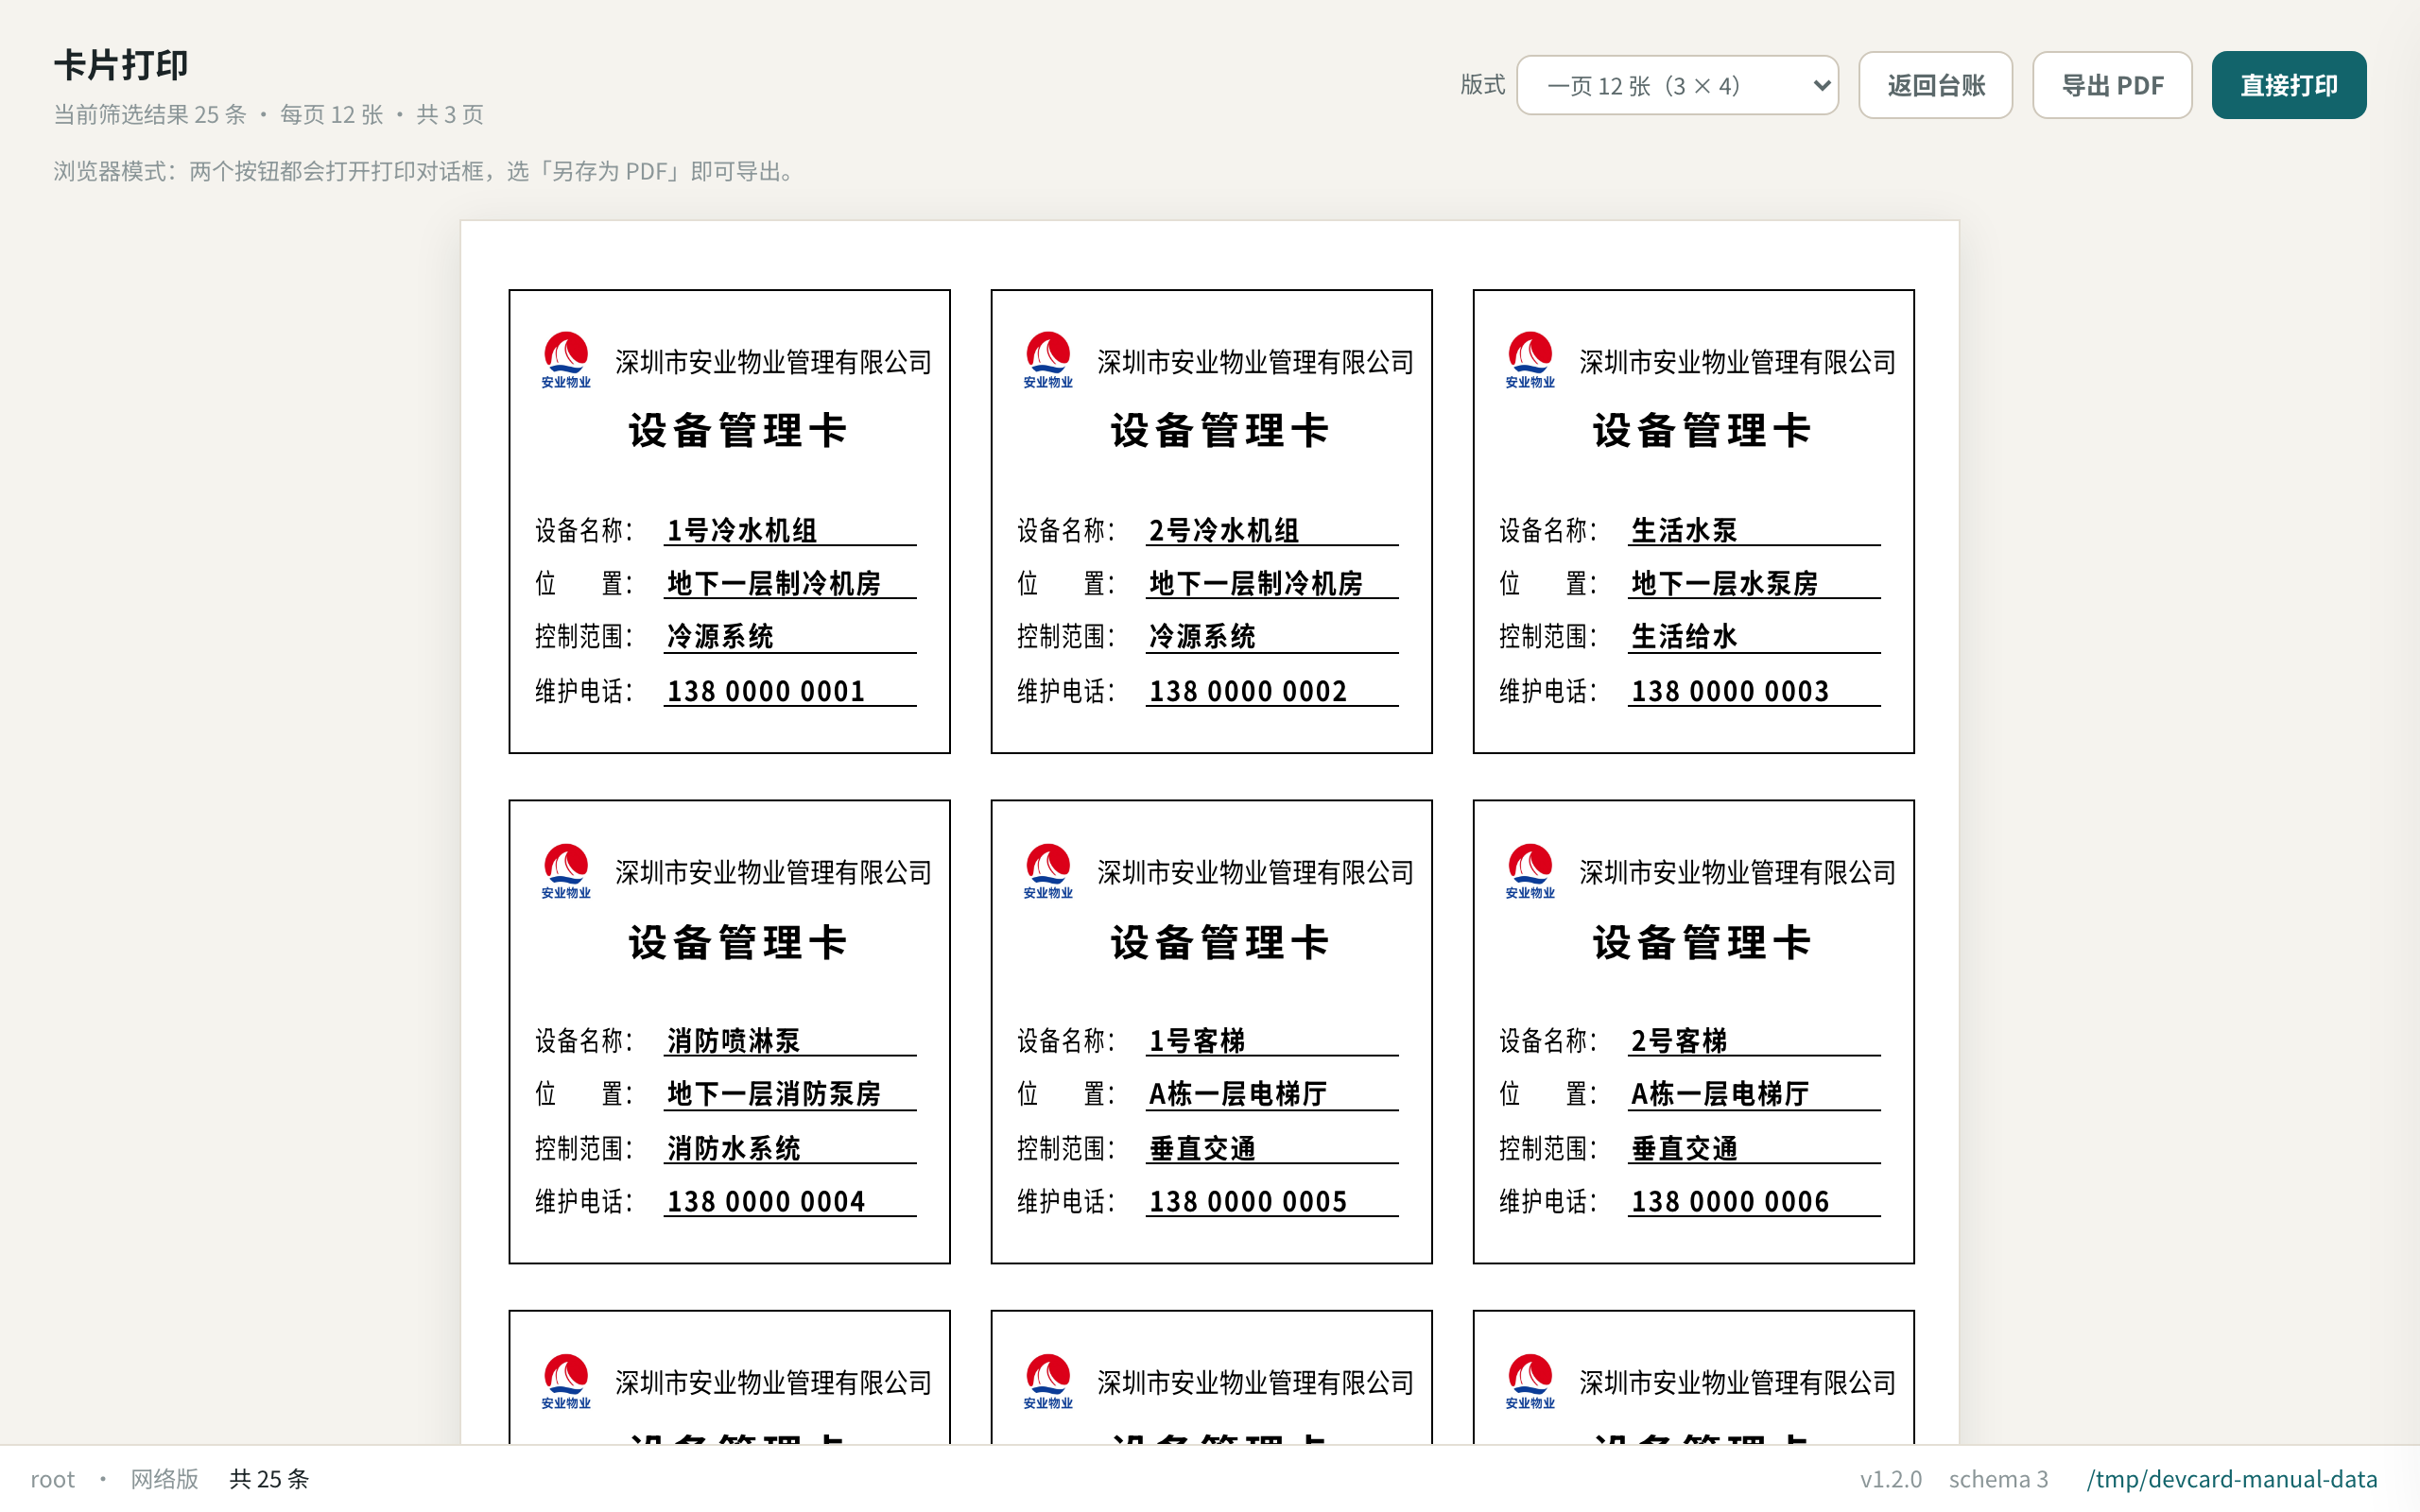 卡片打印
当前筛选结果 25 条 · 每页 12 张 · 共 3 页
版式 一页 12 张（3 × 4） 返回台账 导出 PDF 直接打印
浏览器模式：两个按钮都会打开打印对话框，选「另存为 PDF」即可导出。
安业物业 深圳市安业物业管理有限公司
设备管理卡
设备名称： 1号冷水机组
位 置： 地下一层制冷机房
控制范围： 冷源系统
维护电话： 138 0000 0001
安业物业 深圳市安业物业管理有限公司
设备管理卡
设备名称： 2号冷水机组
位 置： 地下一层制冷机房
控制范围： 冷源系统
维护电话： 138 0000 0002
安业物业 深圳市安业物业管理有限公司
设备管理卡
设备名称： 生活水泵
位 置： 地下一层水泵房
控制范围： 生活给水
维护电话： 138 0000 0003
安业物业 深圳市安业物业管理有限公司
设备管理卡
设备名称： 消防喷淋泵
位 置： 地下一层消防泵房
控制范围： 消防水系统
维护电话： 138 0000 0004
安业物业 深圳市安业物业管理有限公司
设备管理卡
设备名称： 1号客梯
位 置： A栋一层电梯厅
控制范围： 垂直交通
维护电话： 138 0000 0005
安业物业 深圳市安业物业管理有限公司
设备管理卡
设备名称： 2号客梯
位 置： A栋一层电梯厅
控制范围： 垂直交通
维护电话： 138 0000 0006
安业物业 深圳市安业物业管理有限公司
安业物业 深圳市安业物业管理有限公司
安业物业 深圳市安业物业管理有限公司
root · 网络版 共 25 条
v1.2.0 schema 3 /tmp/devcard-manual-data